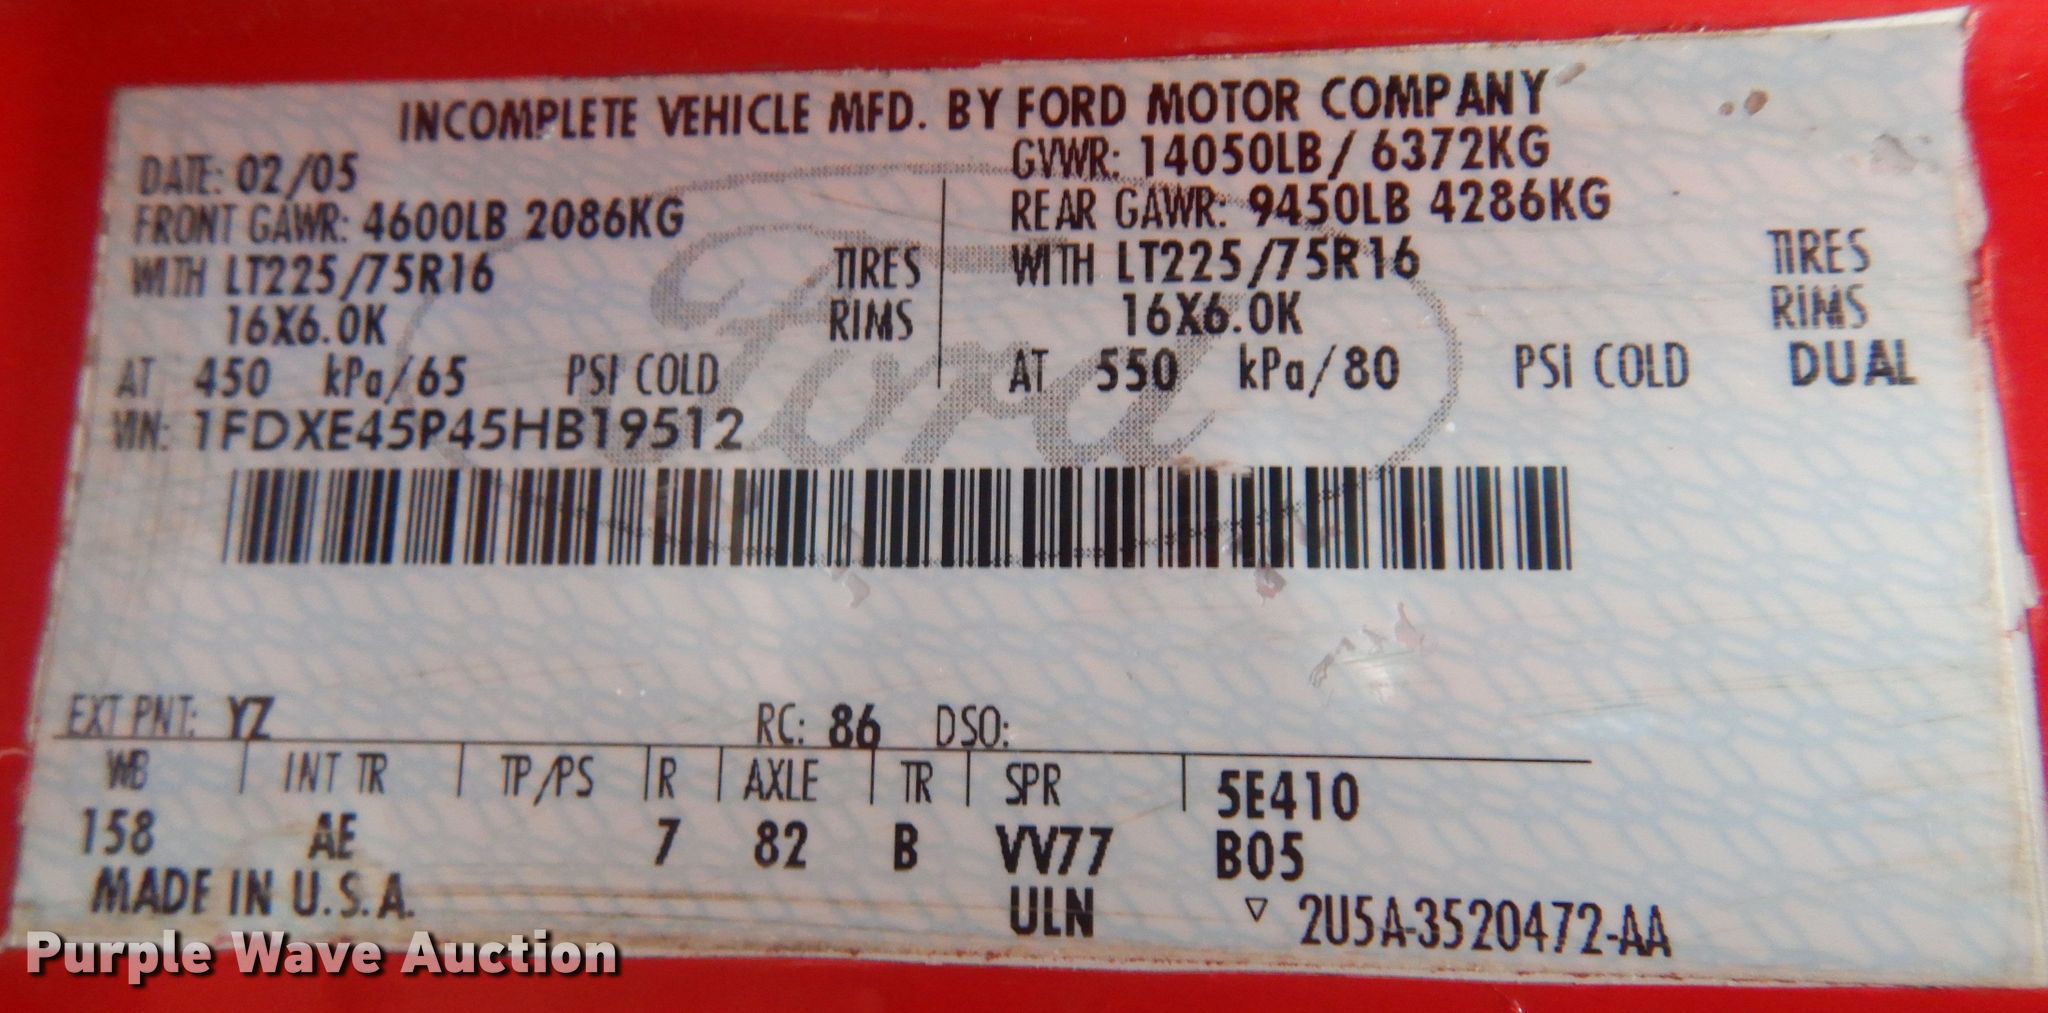 INCOMPLETE VEHICLE MFD. BY FORD MOTOR COMPANY
DATE: 02/05
GVWR: 14050LB/ 6372KG
FRONT GAWR: 4600LB 2086KG
REAR GAWR: 9450LB 4286KG
WITH LT225/75R16 TIRES
WITH LT225/75R16 TIRES
16X6.0K RIMS
16X6.0K RIMS
AT 450 kPa/65 PSI COLD
AT 550 kPa/80 PSI COLD DUAL
VIN: 1FDXE45P45HB19512
Ford
EXT PNT: YZ RC: 86 DSO:
WB INT TR TP/PS R AXLE TR SPR 5E410
158 AE 7 82 B VV77 B05
MADE IN U.S.A. ULN ▽ 2U5A-3520472-AA
Purple Wave Auction